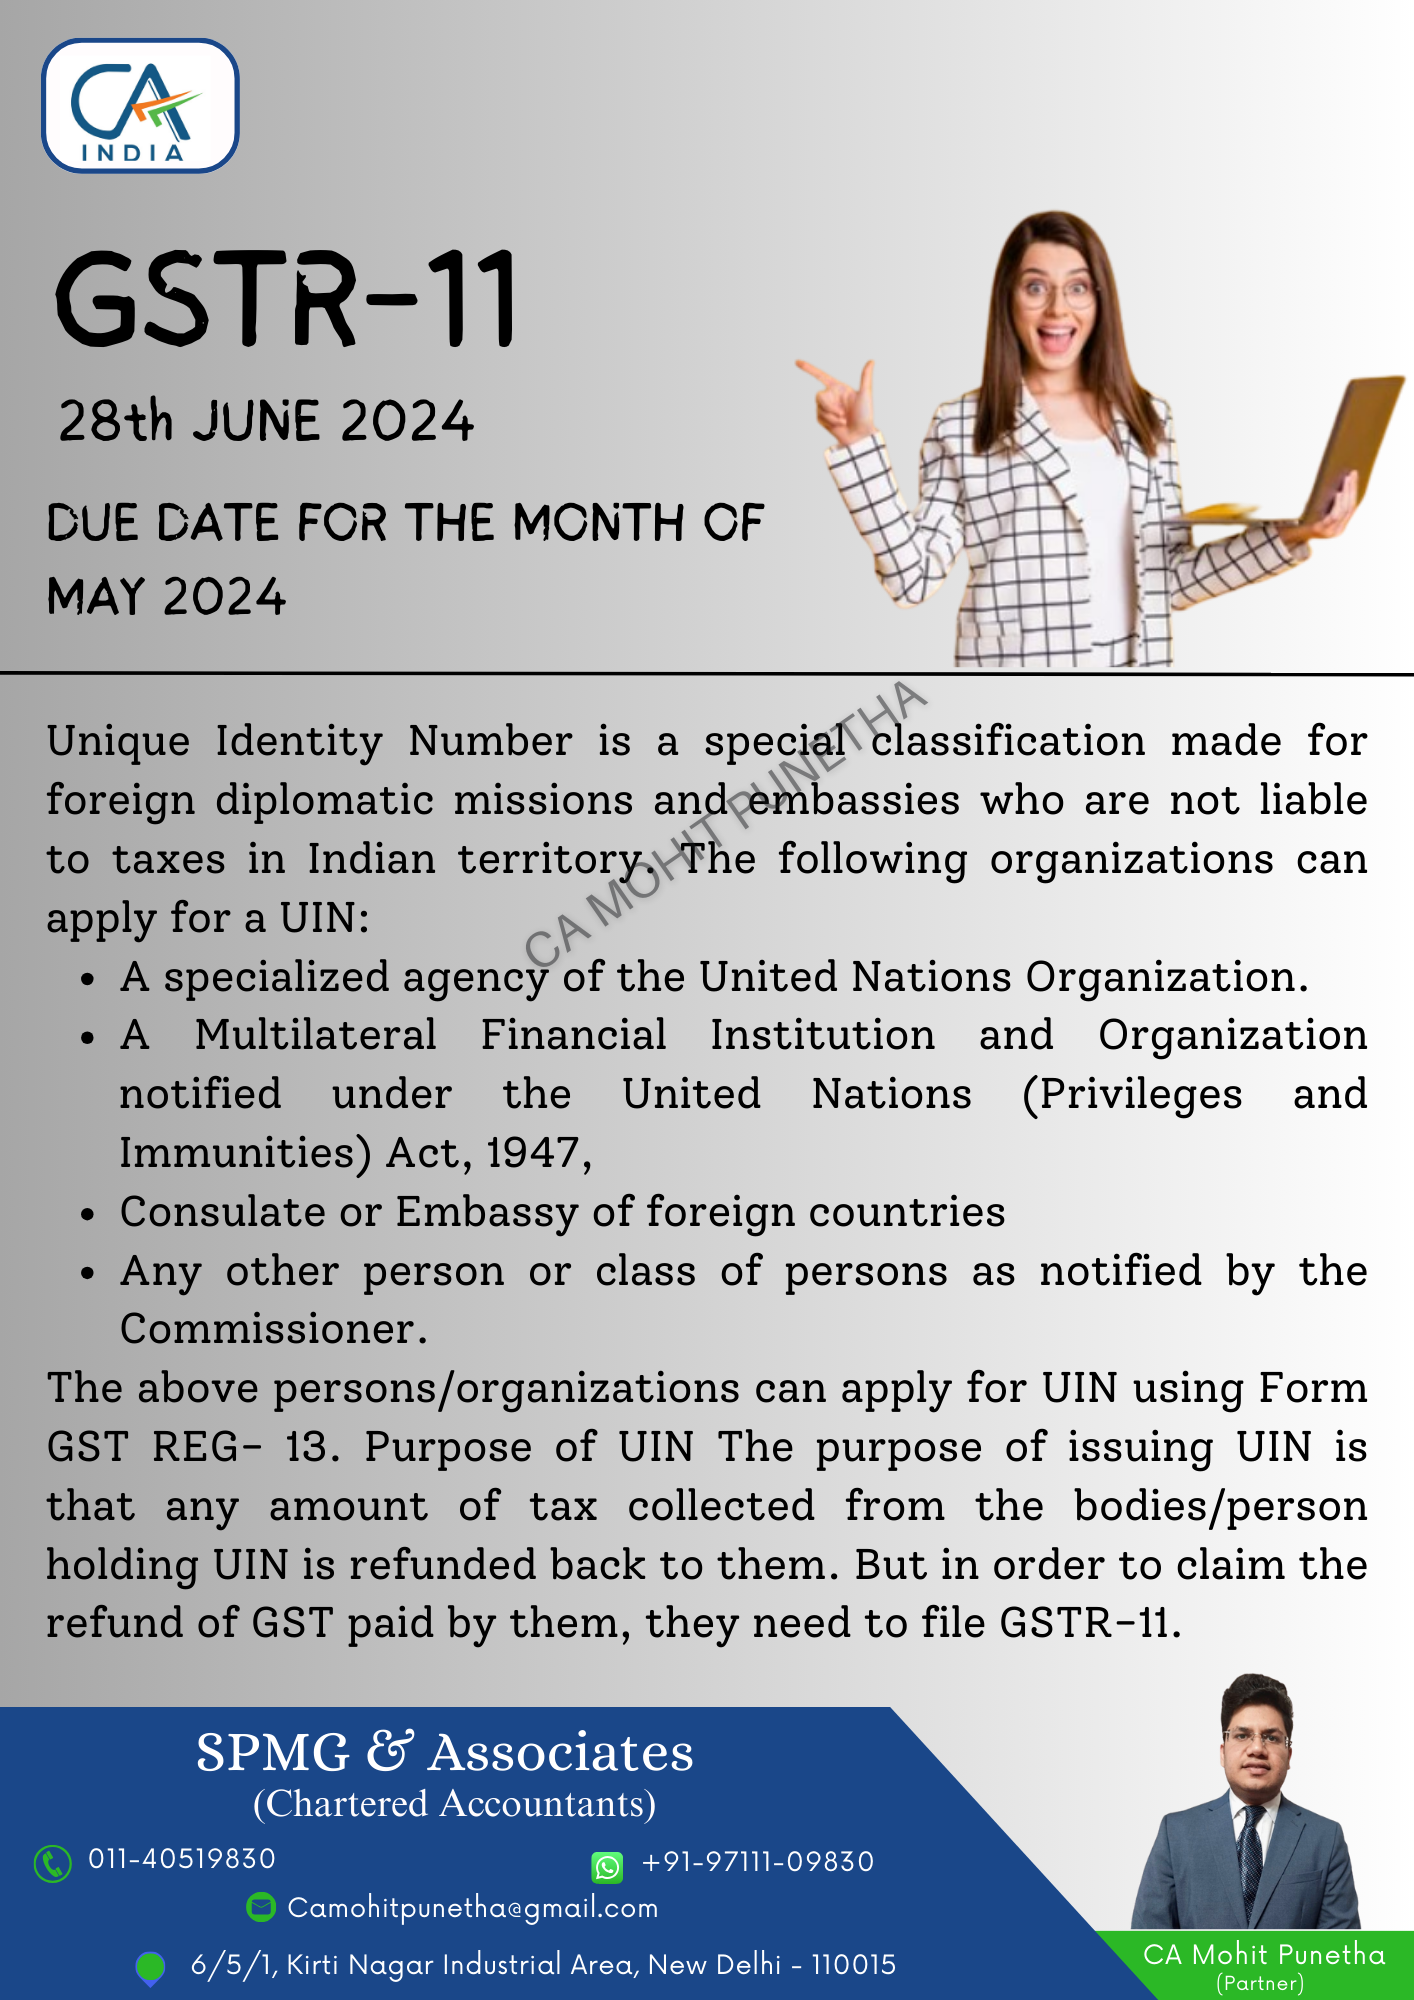 CA
INDIA
GSTR-11
28th JUNE 2024
DUE DATE FOR THE MONTH OF
MAY 2024
CA MOHIT PUNETHA
Unique Identity Number is a special classification made for
foreign diplomatic missions and embassies who are not liable
to taxes in Indian territory. The following organizations can
apply for a UIN:
• A specialized agency of the United Nations Organization.
• A Multilateral Financial Institution and Organization
notified under the United Nations (Privileges and
Immunities) Act, 1947,
• Consulate or Embassy of foreign countries
• Any other person or class of persons as notified by the
Commissioner.
The above persons/organizations can apply for UIN using Form
GST REG- 13. Purpose of UIN The purpose of issuing UIN is
that any amount of tax collected from the bodies/person
holding UIN is refunded back to them. But in order to claim the
refund of GST paid by them, they need to file GSTR-11.
SPMG & Associates
(Chartered Accountants)
011-40519830
+91-97111-09830
Camohitpunetha@gmail.com
6/5/1, Kirti Nagar Industrial Area, New Delhi - 110015
CA Mohit Punetha
(Partner)